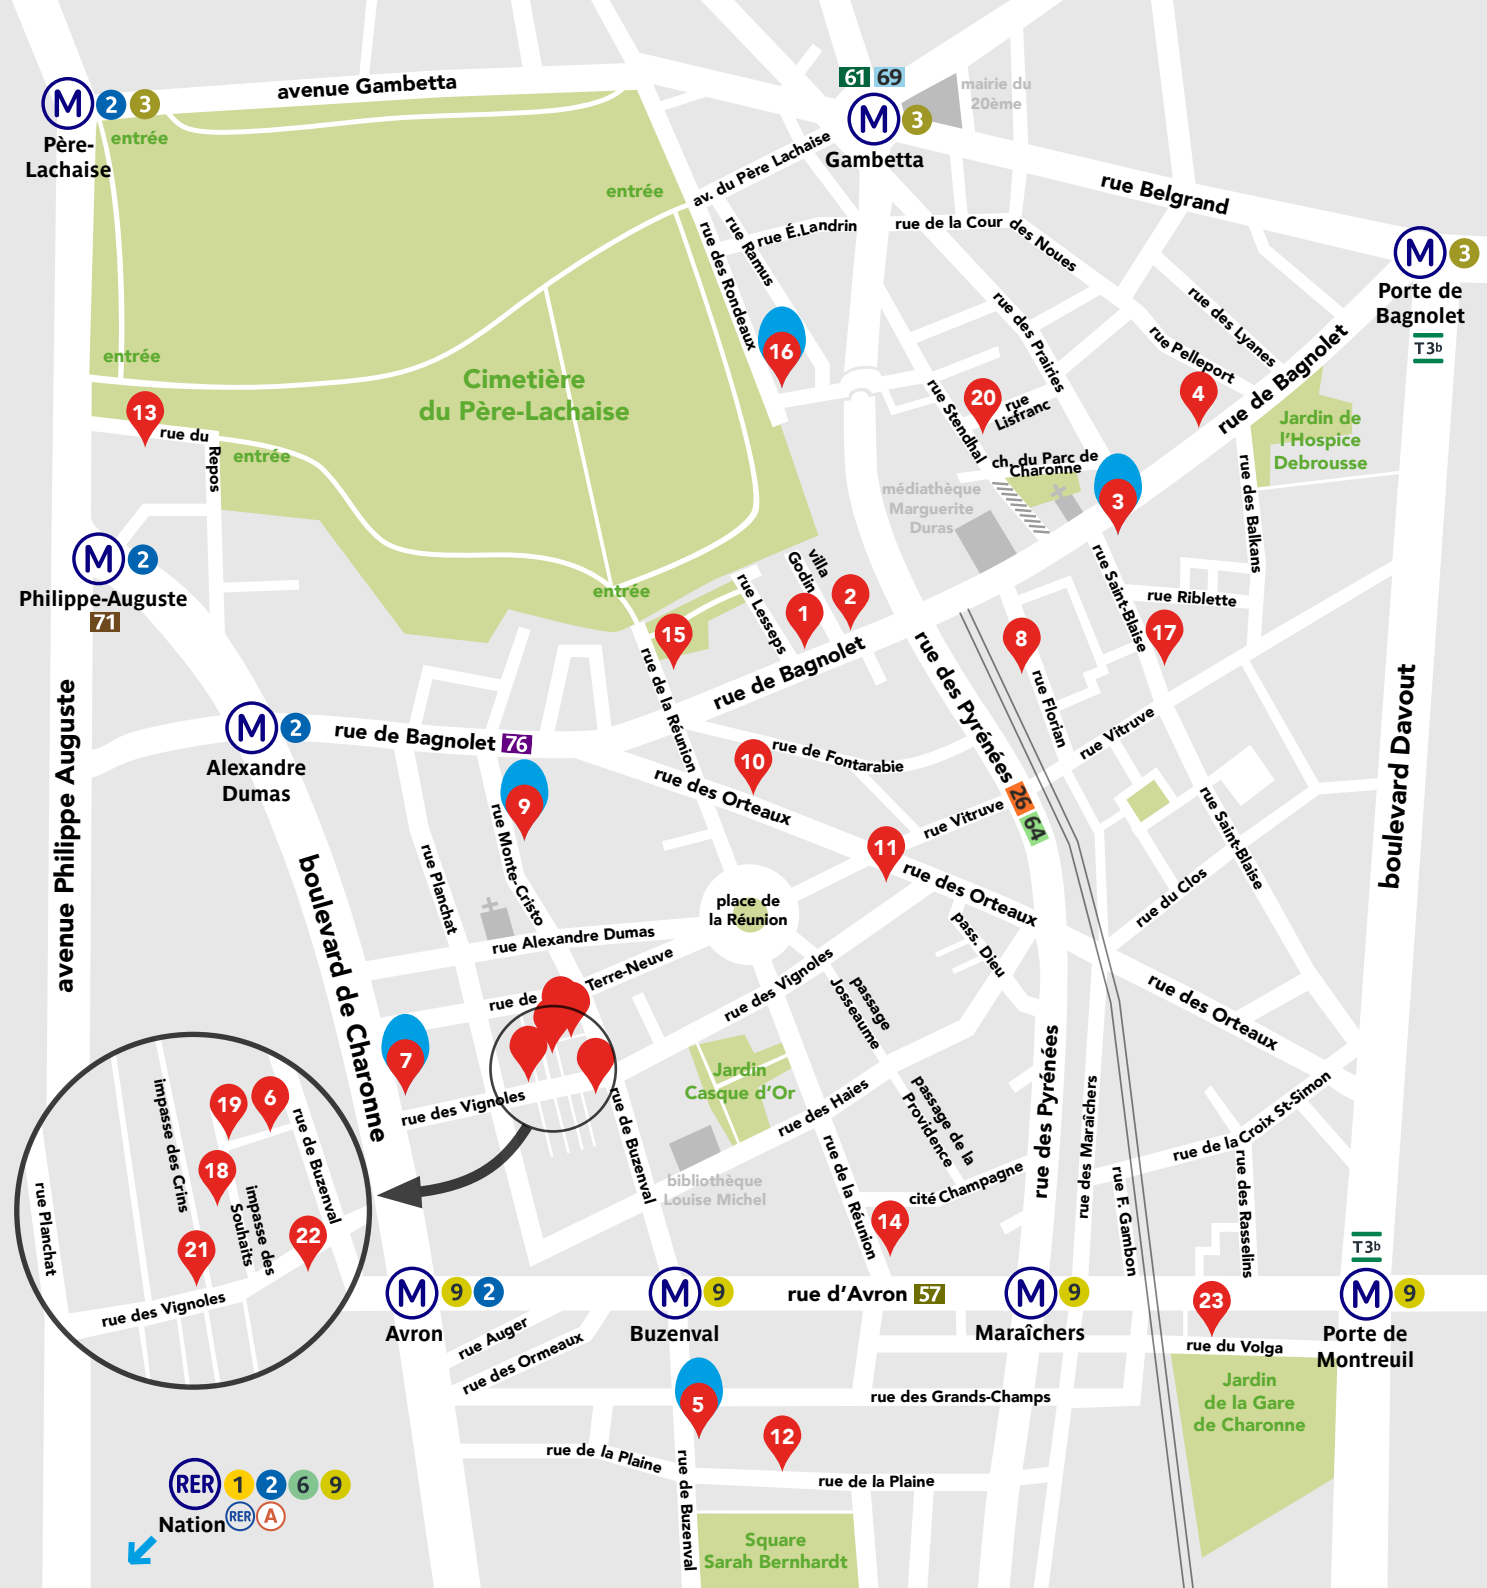 61 69
mairie du
20ème
avenue Gambetta
M 2 3
Père-
Lachaise
entrée
M 3
Gambetta
av. du Père Lachaise
rue Belgrand
entrée
rue Ramus
rue É.Landrin
rue de la Cour des Noues
rue des Rondeaux
M 3
Porte de
Bagnolet
T3b
rue des Lyanes
rue des Prairies
rue Pelleport
rue de Bagnolet
entrée
16
Cimetière
du Père-Lachaise
rue Stendhal
20
rue
Lisfranc
4
Jardin de
l'Hospice
Debrousse
13
rue du
Repos
entrée
ch. du Parc de
Charonne
médiathèque
Marguerite
Duras
3
rue des Balkans
M 2
Philippe-Auguste
71
entrée
villa
Godin
rue Lesseps
1
2
15
rue Saint-Blaise
rue Riblette
17
8
rue de Bagnolet
rue de la Réunion
rue des Pyrénées
rue Florian
rue Vitruve
avenue Philippe Auguste
boulevard Davout
M 2
Alexandre
Dumas
rue de Bagnolet 76
10
rue de Fontarabie
rue des Orteaux
26
64
9
rue Monte-Cristo
rue Planchat
rue Vitruve
11
rue des Orteaux
rue Saint-Blaise
rue du Clos
boulevard de Charonne
place de
la Réunion
rue Alexandre Dumas
rue de Terre-Neuve
rue des Vignoles
pass. Dieu
passage
Josseaume
rue des Orteaux
7
rue des Vignoles
rue de Buzenval
Jardin
Casque d'Or
rue des Haies
passage de la
Providence
rue des Pyrénées
rue des Maraîchers
rue de la Croix St-Simon
bibliothèque
Louise Michel
rue de la Réunion
cité Champagne
rue F. Gambon
rue des Rasselins
14
impasse des Crins
19
6
rue de Buzenval
18
impasse des
Souhaits
rue Planchat
21
22
rue des Vignoles
T3b
M 9 2
Avron
M 9
Buzenval
rue d'Avron 57
M 9
Maraîchers
23
M 9
Porte de
Montreuil
rue Auger
rue des Ormeaux
rue du Volga
5
rue des Grands-Champs
Jardin
de la Gare
de Charonne
12
rue de la Plaine
rue de la Plaine
rue de Buzenval
RER 1 2 6 9
Nation RER A
Square
Sarah Bernhardt